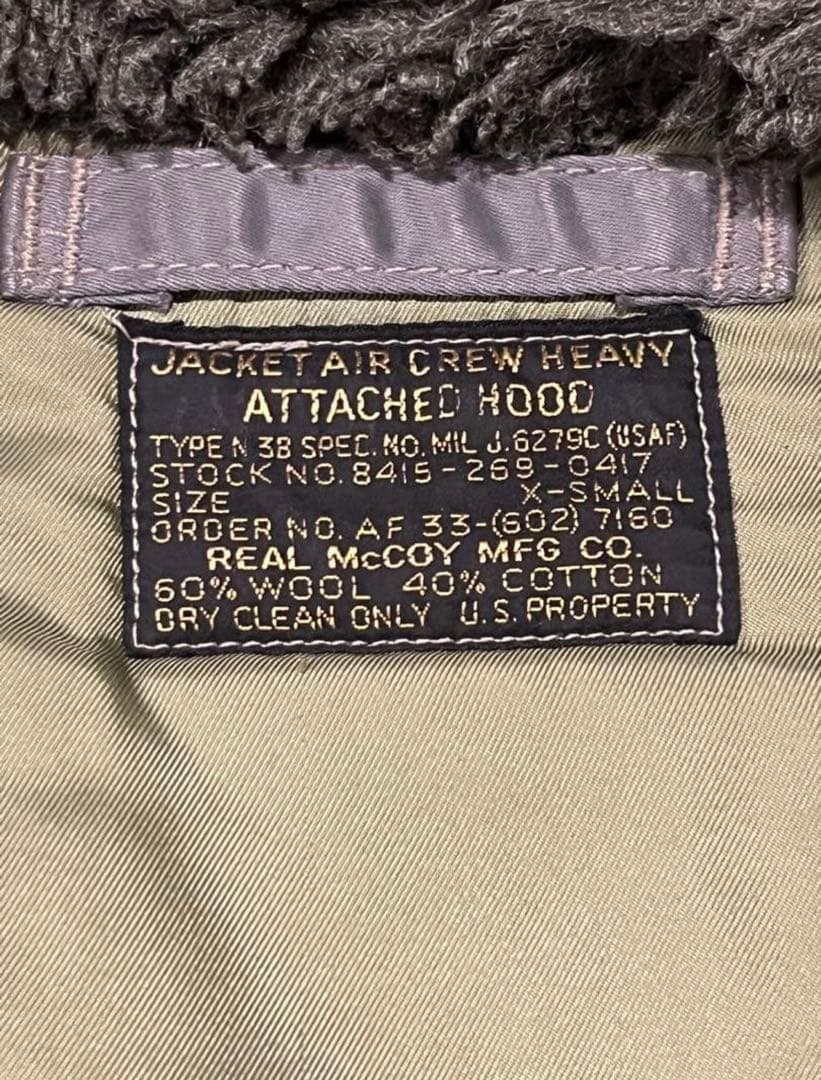 JACKET AIR CREW HEAVY
ATTACHED HOOD
TYPE N 3B SPEC. NO. MIL J.6279C (USAF)
STOCK NO. 8415-269-0417
SIZE X-SMALL
ORDER NO. AF 33-(602) 7160
REAL McCOY MFG CO.
60% WOOL 40% COTTON
DRY CLEAN ONLY U.S. PROPERTY